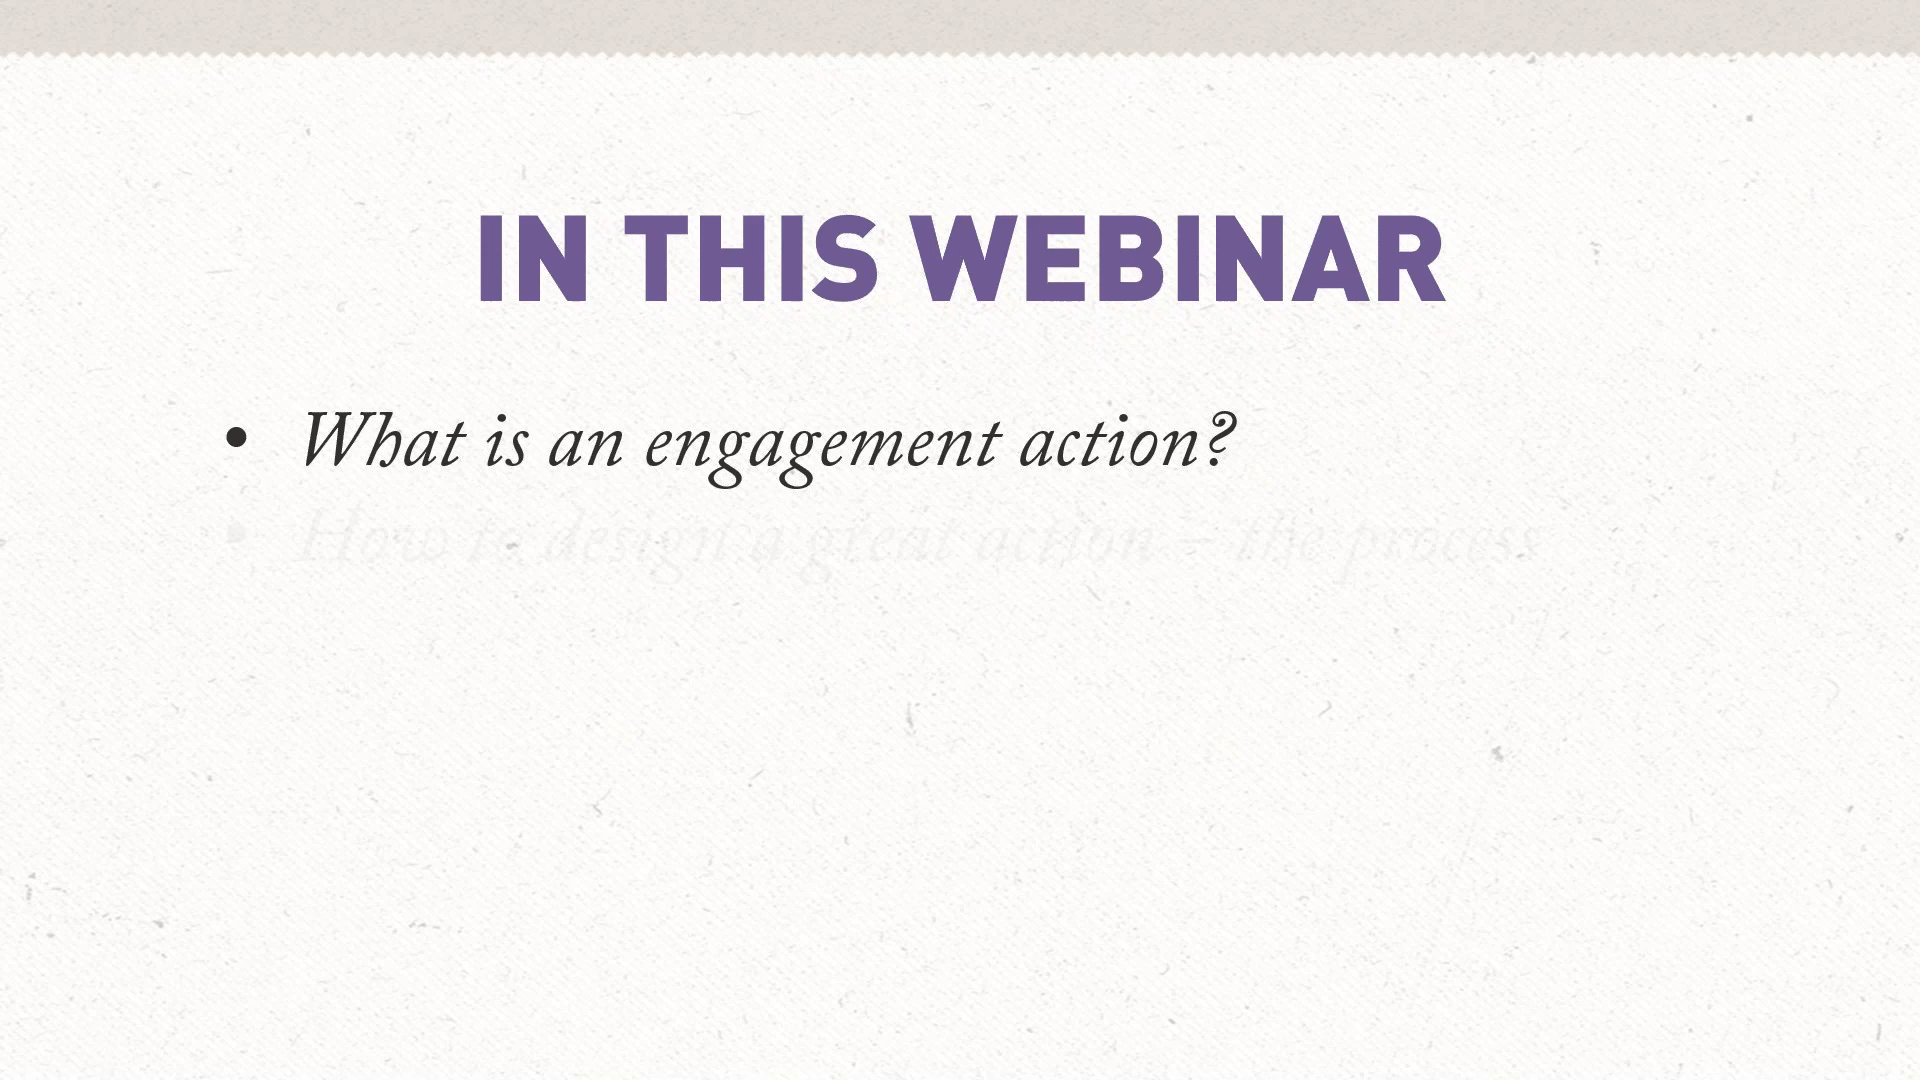 IN THIS WEBINAR
• What is an engagement action?
• How to design a great action – the process